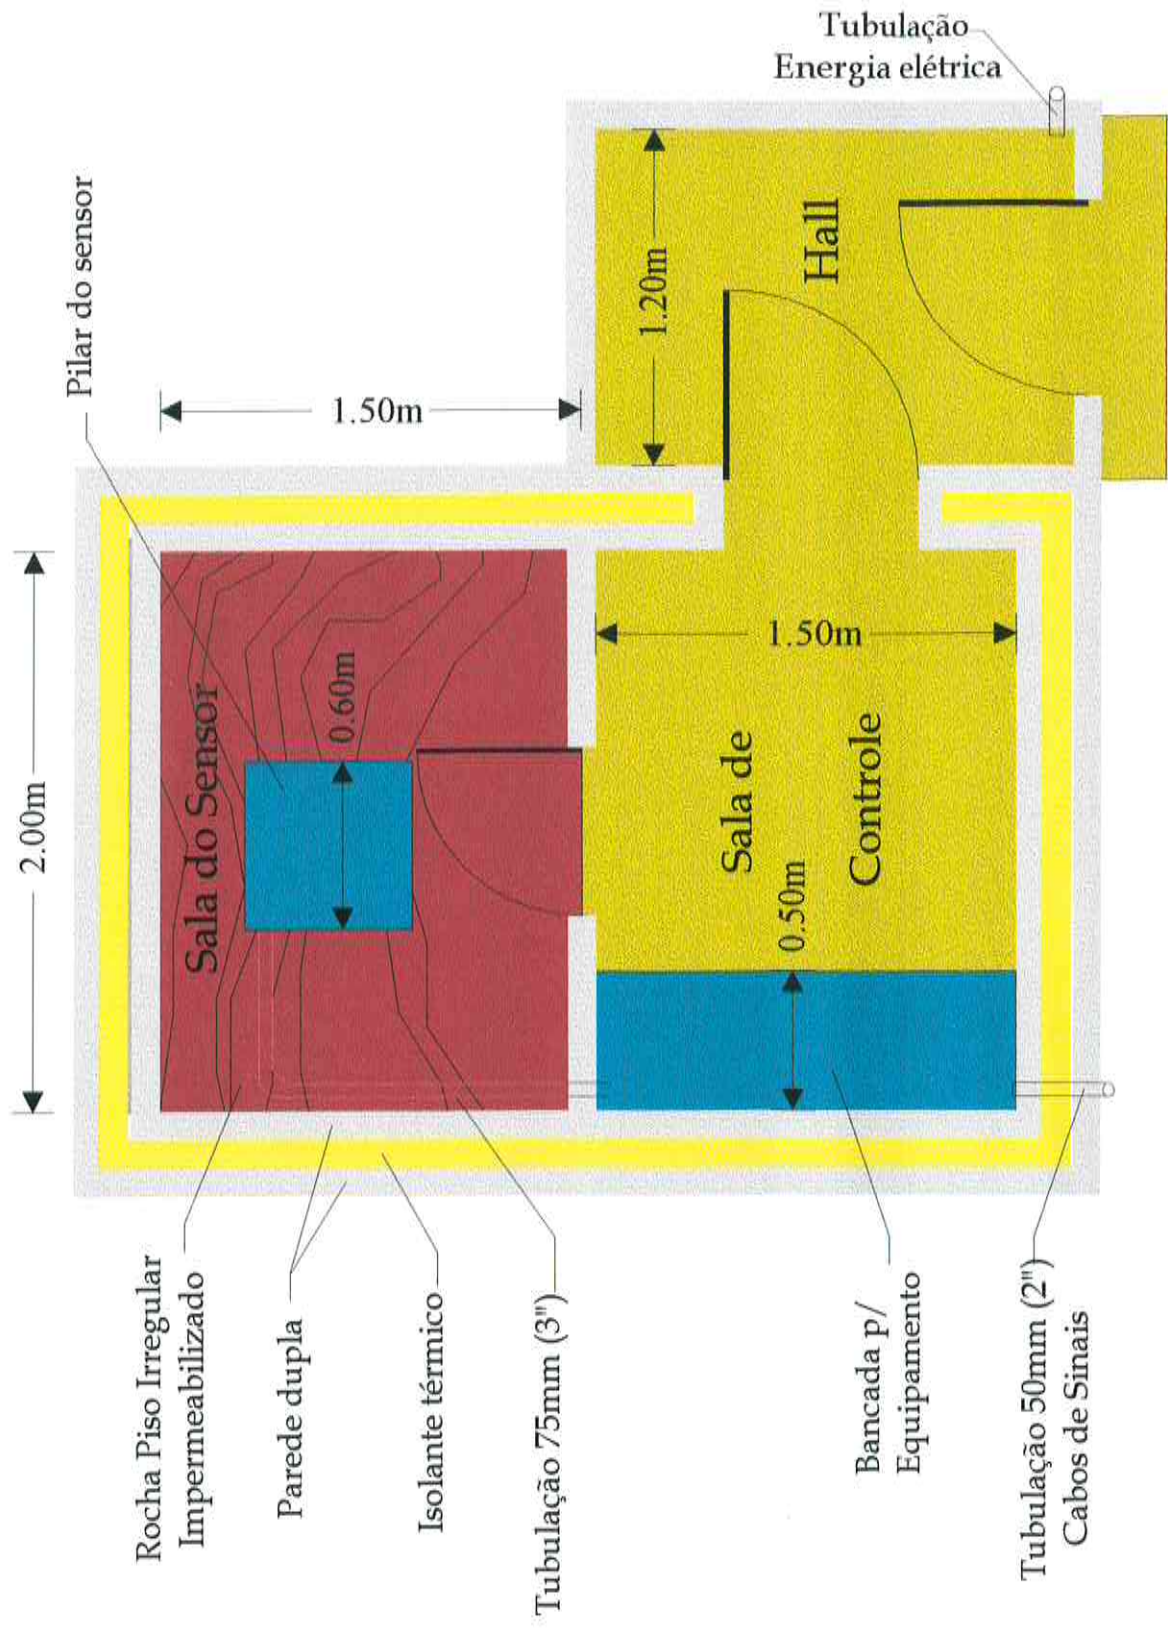 Tubulação
Energia elétrica
Pilar do sensor
2.00m
1.50m
1.20m
Hall
Sala do Sensor
0.60m
1.50m
Sala de
Controle
0.50m
Rocha Piso Irregular
Impermeabilizado
Parede dupla
Isolante térmico
Tubulação 75mm (3")
Bancada p/
Equipamento
Tubulação 50mm (2")
Cabos de Sinais